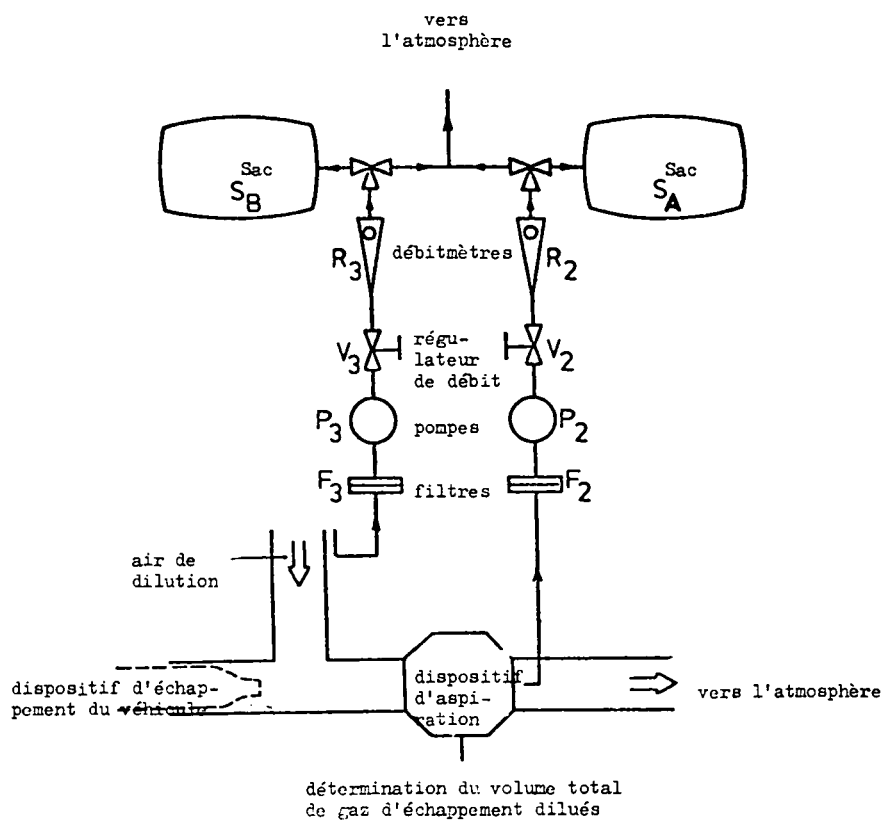 vers
l'atmosphère
Sac
S_B
Sac
S_A
R_3
débitmètres
R_2
V_3
régu-
lateur
de débit
V_2
P_3
pompes
P_2
F_3
filtres
F_2
air de
dilution
dispositif d'échap-
pement du véhicule
dispositif
d'aspi-
ration
vers l'atmosphère
détermination du volume total
de gaz d'échappement dilués